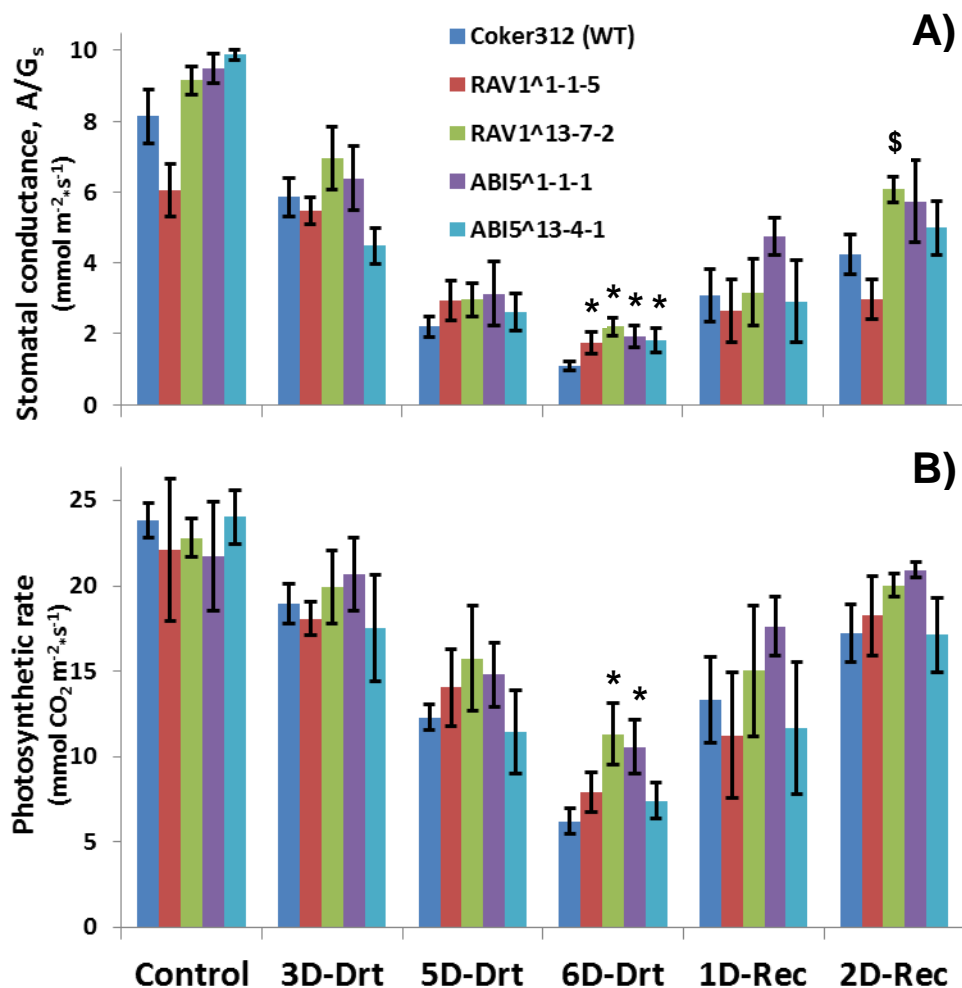 A)
Stomatal conductance, A/Gₛ
(mmol m⁻²*s⁻¹)
10
8
6
4
2
0
Coker312 (WT)
RAV1^1-1-5
RAV1^13-7-2
ABI5^1-1-1
ABI5^13-4-1
* * * *
$
B)
Photosynthetic rate
(mmol CO₂ m⁻²*s⁻¹)
25
20
15
10
5
0
* *
Control 3D-Drt 5D-Drt 6D-Drt 1D-Rec 2D-Rec